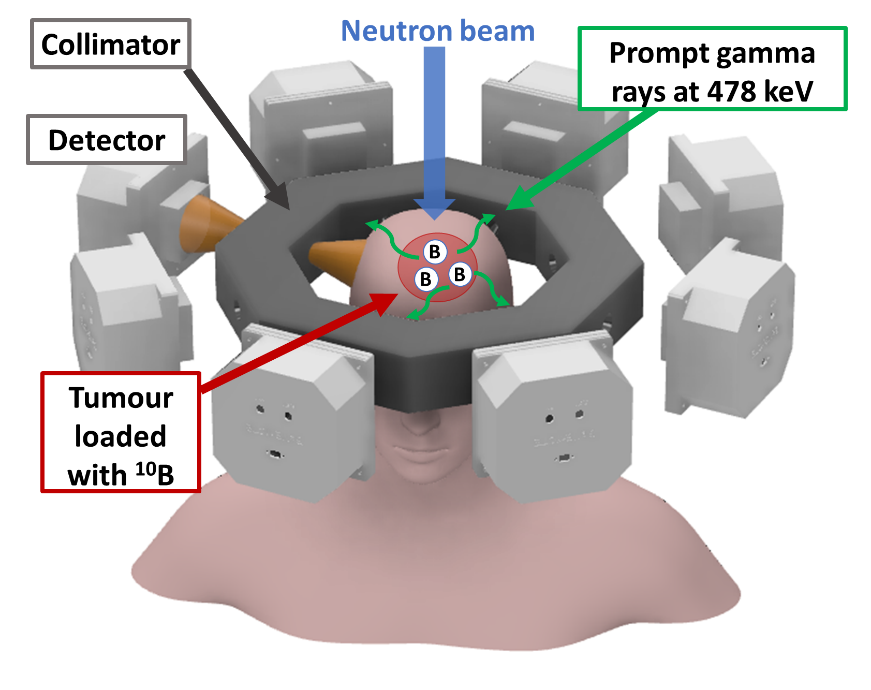 Neutron beam
Collimator
Prompt gamma
rays at 478 keV
Detector
B
B
B
Tumour
loaded
with ¹⁰B